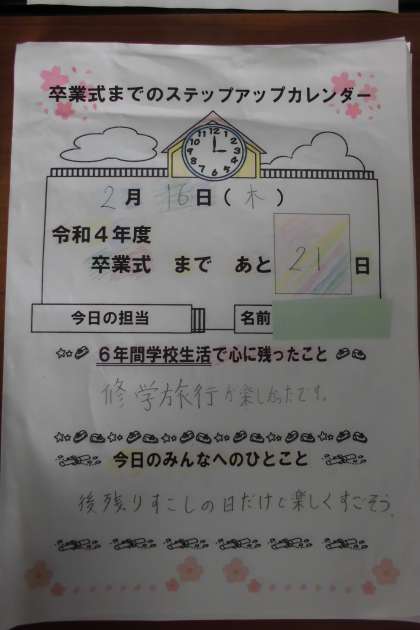 卒業式までのステップアップカレンダー
2月16日(木)
令和4年度
卒業式 まで あと 21 日
今日の担当 名前
6年間学校生活で心に残ったこと
修学旅行が楽しかったです。
今日のみんなへのひとこと
後残りすこしの日だけど楽しくすごそう。